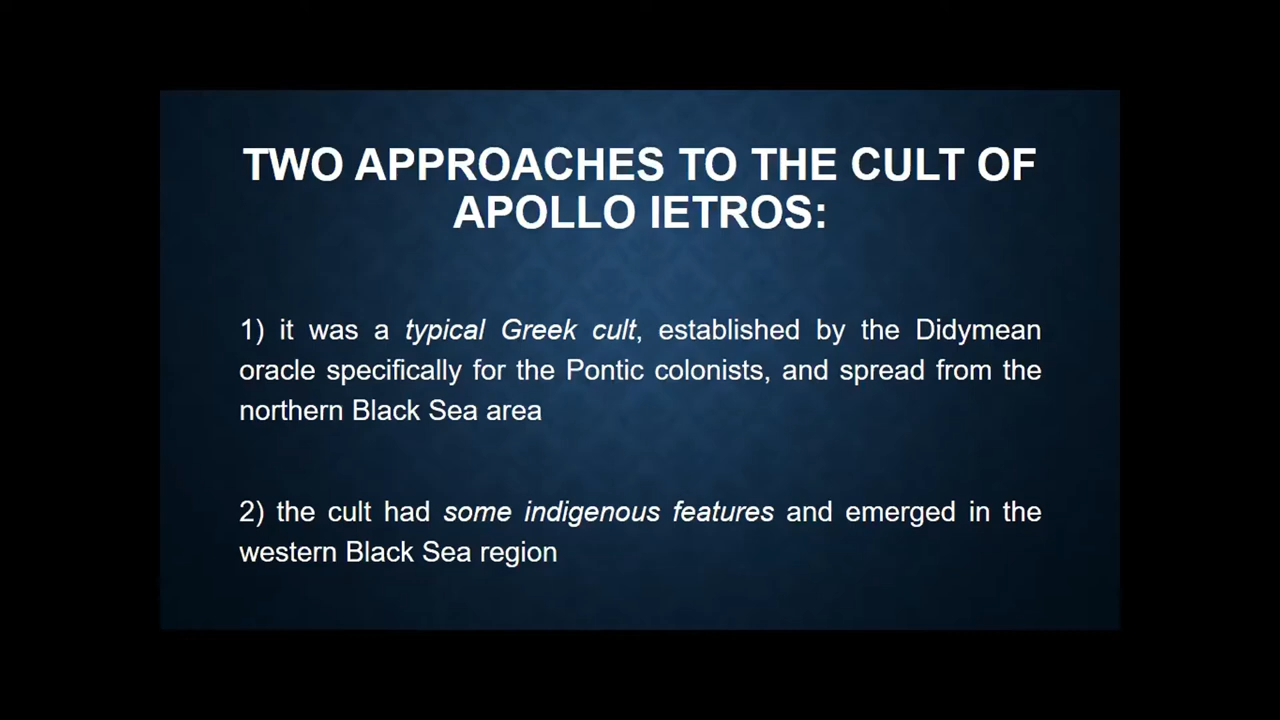 TWO APPROACHES TO THE CULT OF
APOLLO IETROS:
1) it was a typical Greek cult, established by the Didymean
oracle specifically for the Pontic colonists, and spread from the
northern Black Sea area
2) the cult had some indigenous features and emerged in the
western Black Sea region